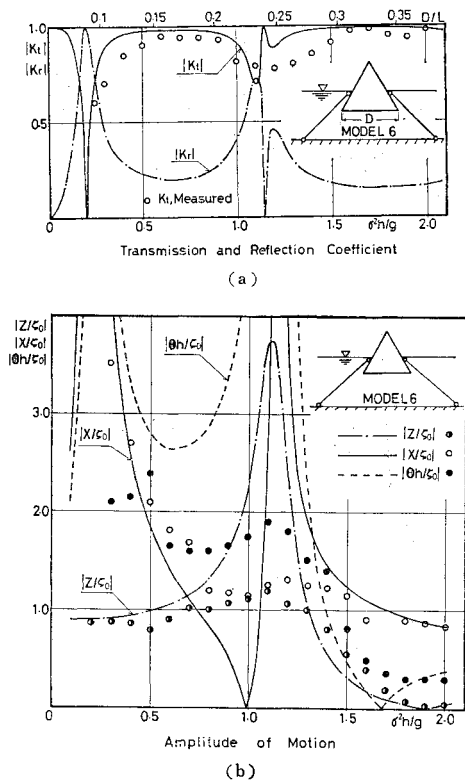 0.1 0.15 0.2 0.25 0.3 0.35 D/L
1.0
|Kt|
|Kr|
|Kt|
D
MODEL 6
0.5
|Kr|
o Kt, Measured
0 0.5 1.0 1.5 σ²h/g 2.0
Transmission and Reflection Coefficient
(a)
|Z/ζ₀|
|X/ζ₀|
|θh/ζ₀|
|θh/ζ₀|
MODEL 6
3.0
|X/ζ₀|
|Z/ζ₀|
|X/ζ₀|
|θh/ζ₀|
2.0
|Z/ζ₀|
1.0
0 0.5 1.0 1.5 σ²h/g 2.0
Amplitude of Motion
(b)